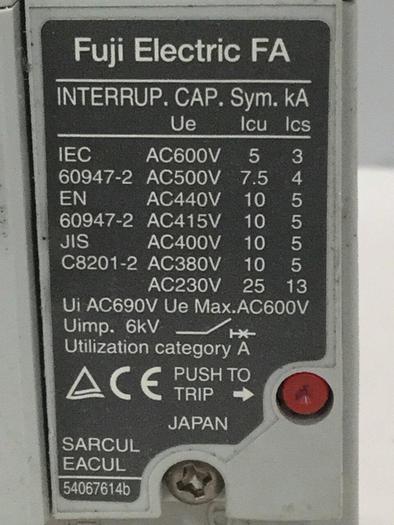 Fuji Electric FA
INTERRUP. CAP. Sym. kA
Ue Icu Ics
IEC AC600V 5 3
60947-2 AC500V 7.5 4
EN AC440V 10 5
60947-2 AC415V 10 5
JIS AC400V 10 5
C8201-2 AC380V 10 5
AC230V 25 13
Ui AC690V Ue Max.AC600V
Uimp. 6kV
Utilization category A
CE PUSH TO
TRIP →
JAPAN
SARCUL
EACUL
54067614b